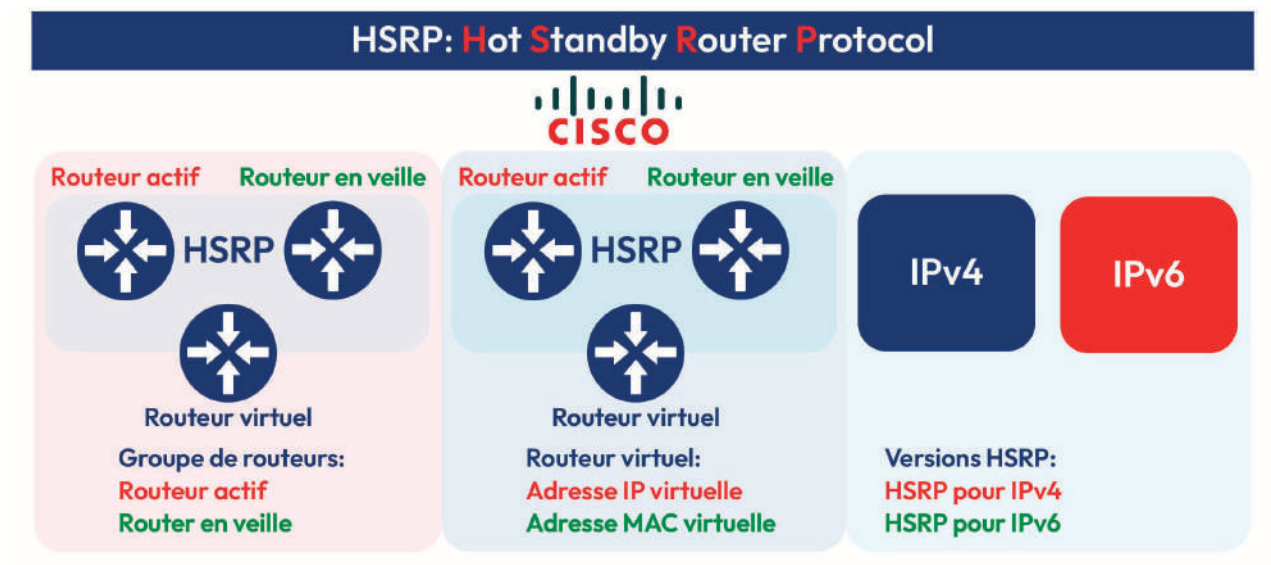 HSRP: Hot Standby Router Protocol
CISCO
Routeur actif
Routeur en veille
HSRP
Routeur virtuel
Groupe de routeurs:
Routeur actif
Router en veille
Routeur actif
Routeur en veille
HSRP
Routeur virtuel
Routeur virtuel:
Adresse IP virtuelle
Adresse MAC virtuelle
IPv4
IPv6
Versions HSRP:
HSRP pour IPv4
HSRP pour IPv6